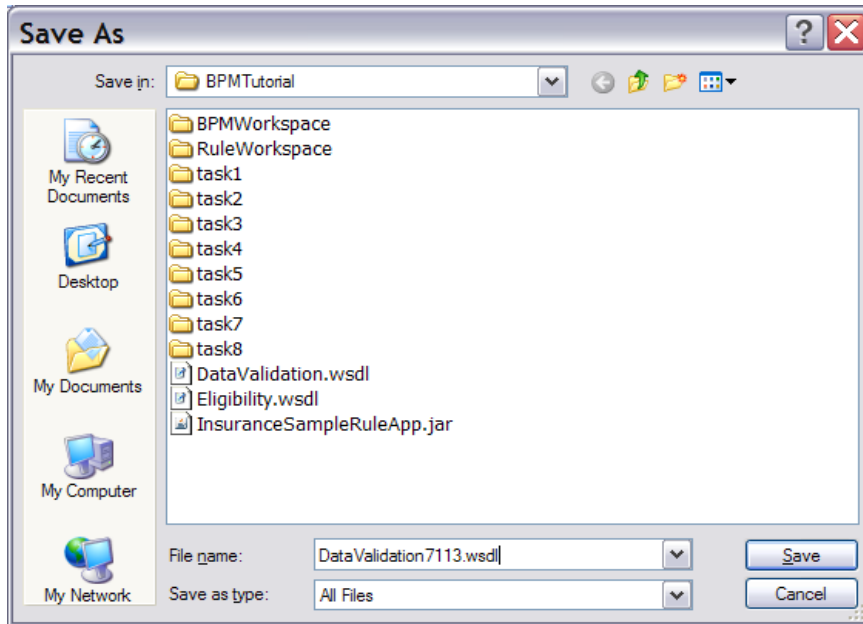 Save As
Save in:
BPMTutorial
My Recent
Documents
Desktop
My Documents
My Computer
My Network
BPMWorkspace
RuleWorkspace
task1
task2
task3
task4
task5
task6
task7
task8
DataValidation.wsdl
Eligibility.wsdl
InsuranceSampleRuleApp.jar
File name:
DataValidation7113.wsdl
Save
Save as type:
All Files
Cancel